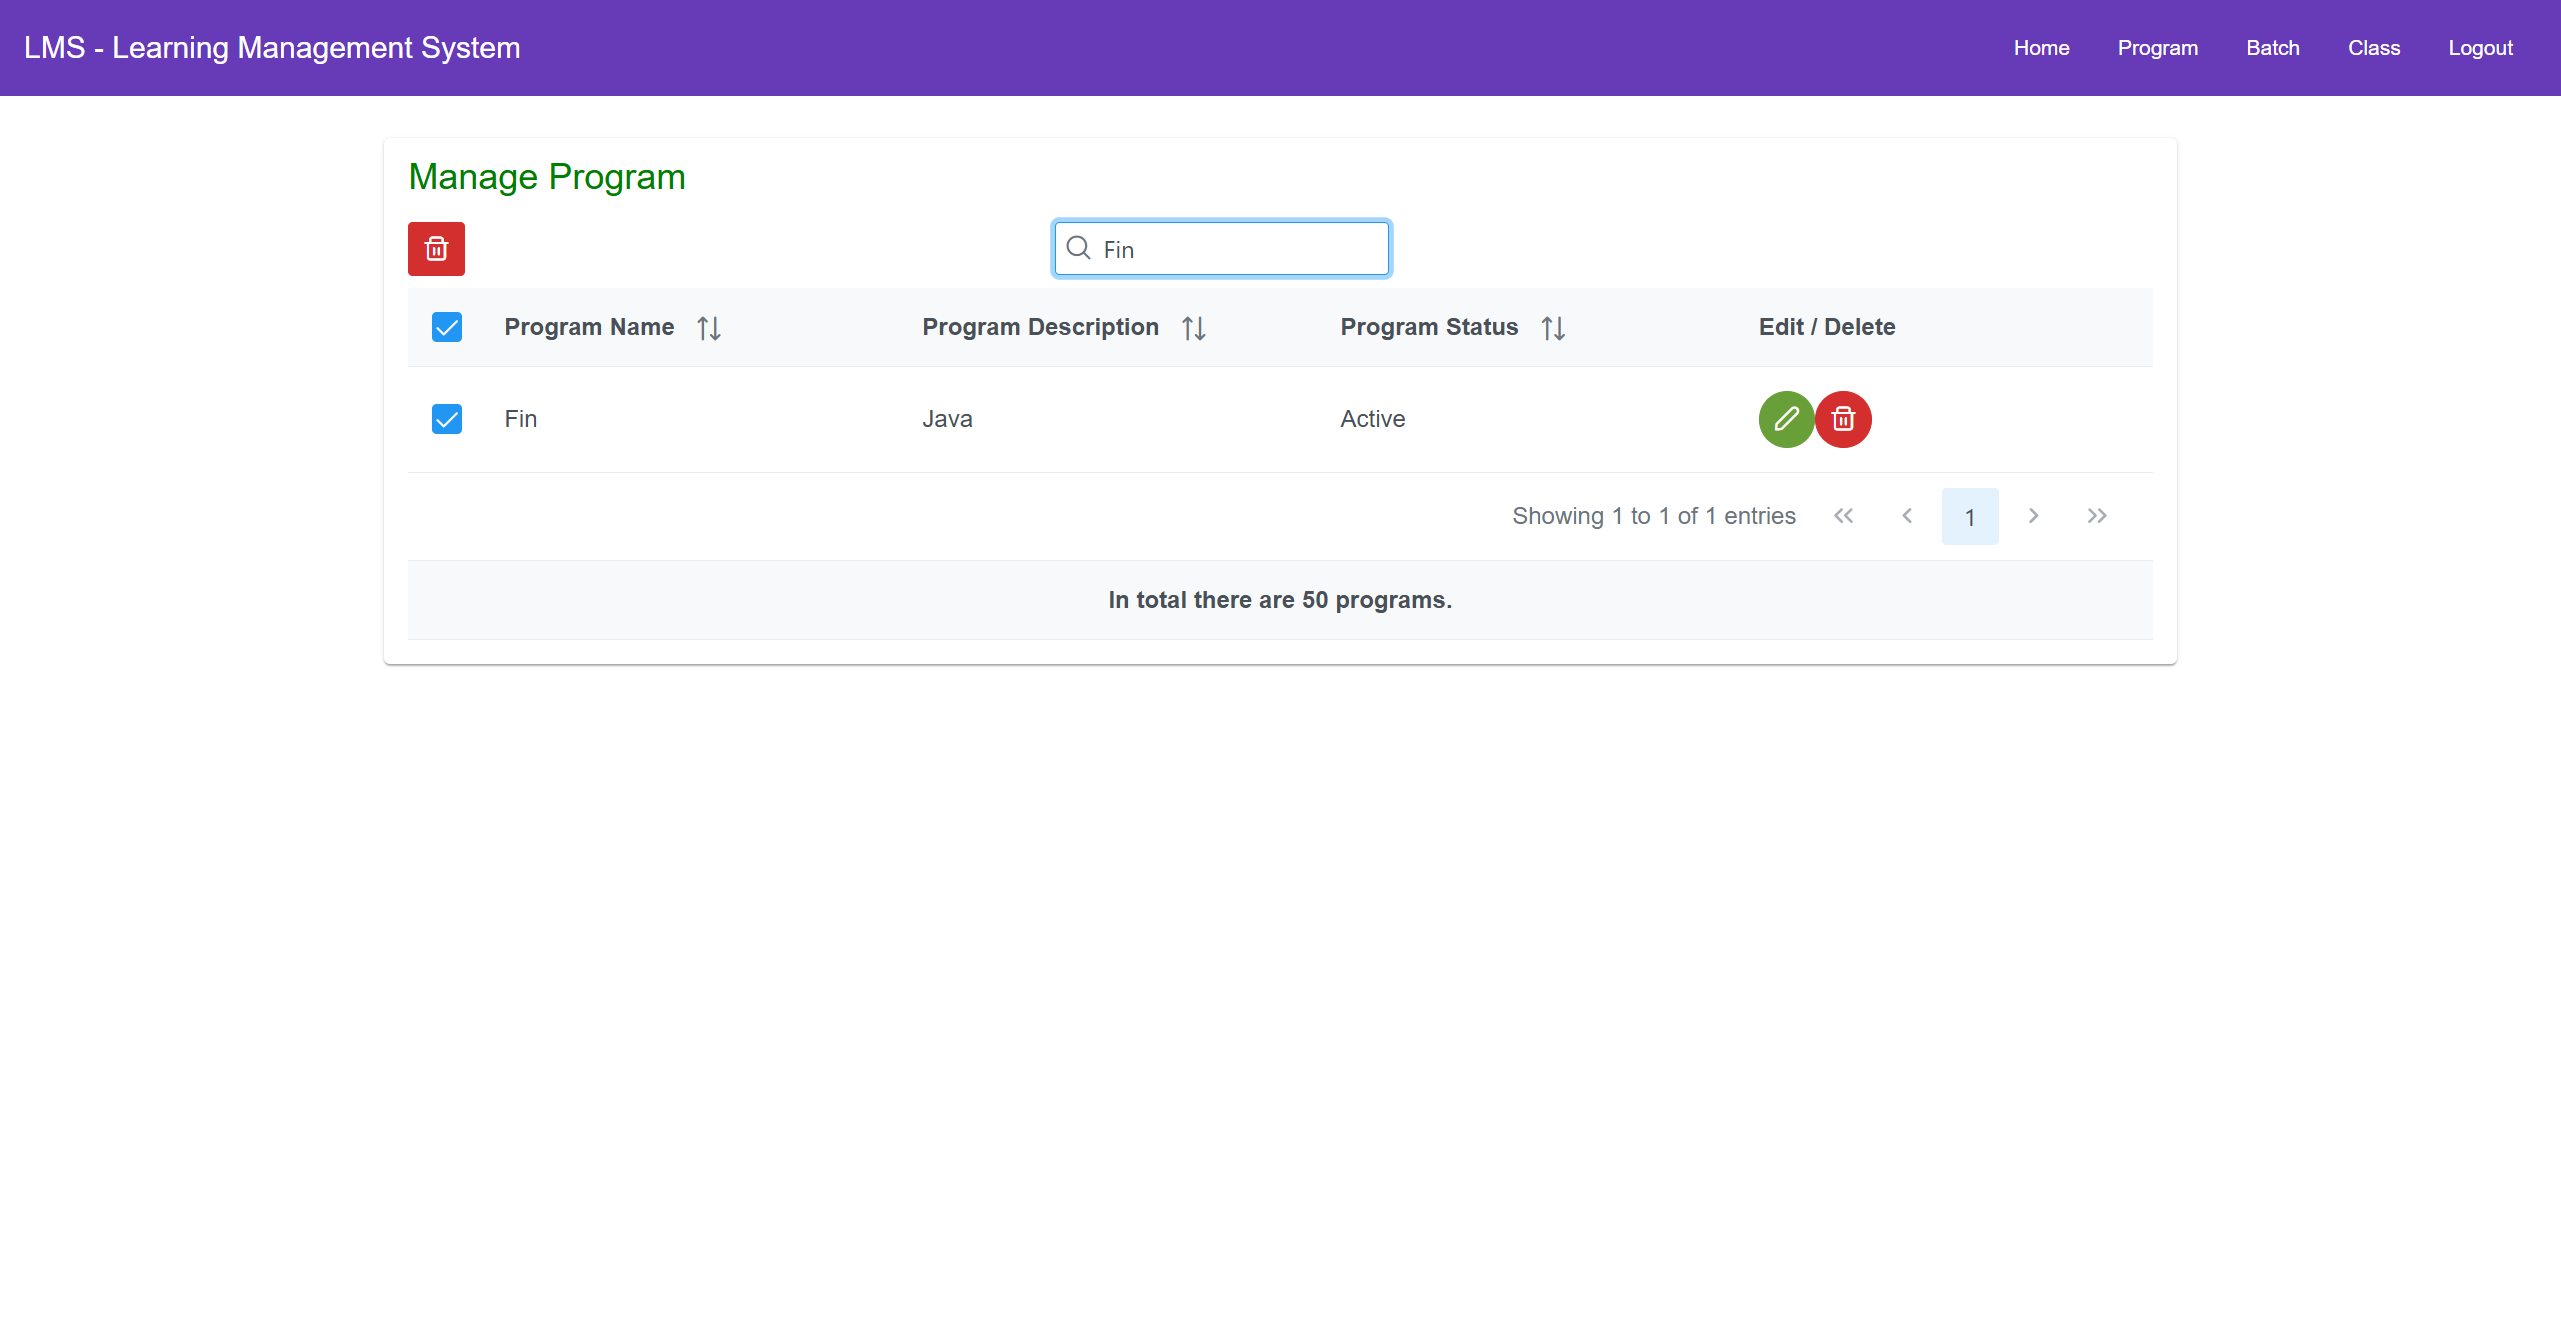 LMS - Learning Management System Home Program Batch Class Logout
Manage Program
Fin
Program Name Program Description Program Status Edit / Delete
Fin Java Active
Showing 1 to 1 of 1 entries 1
In total there are 50 programs.